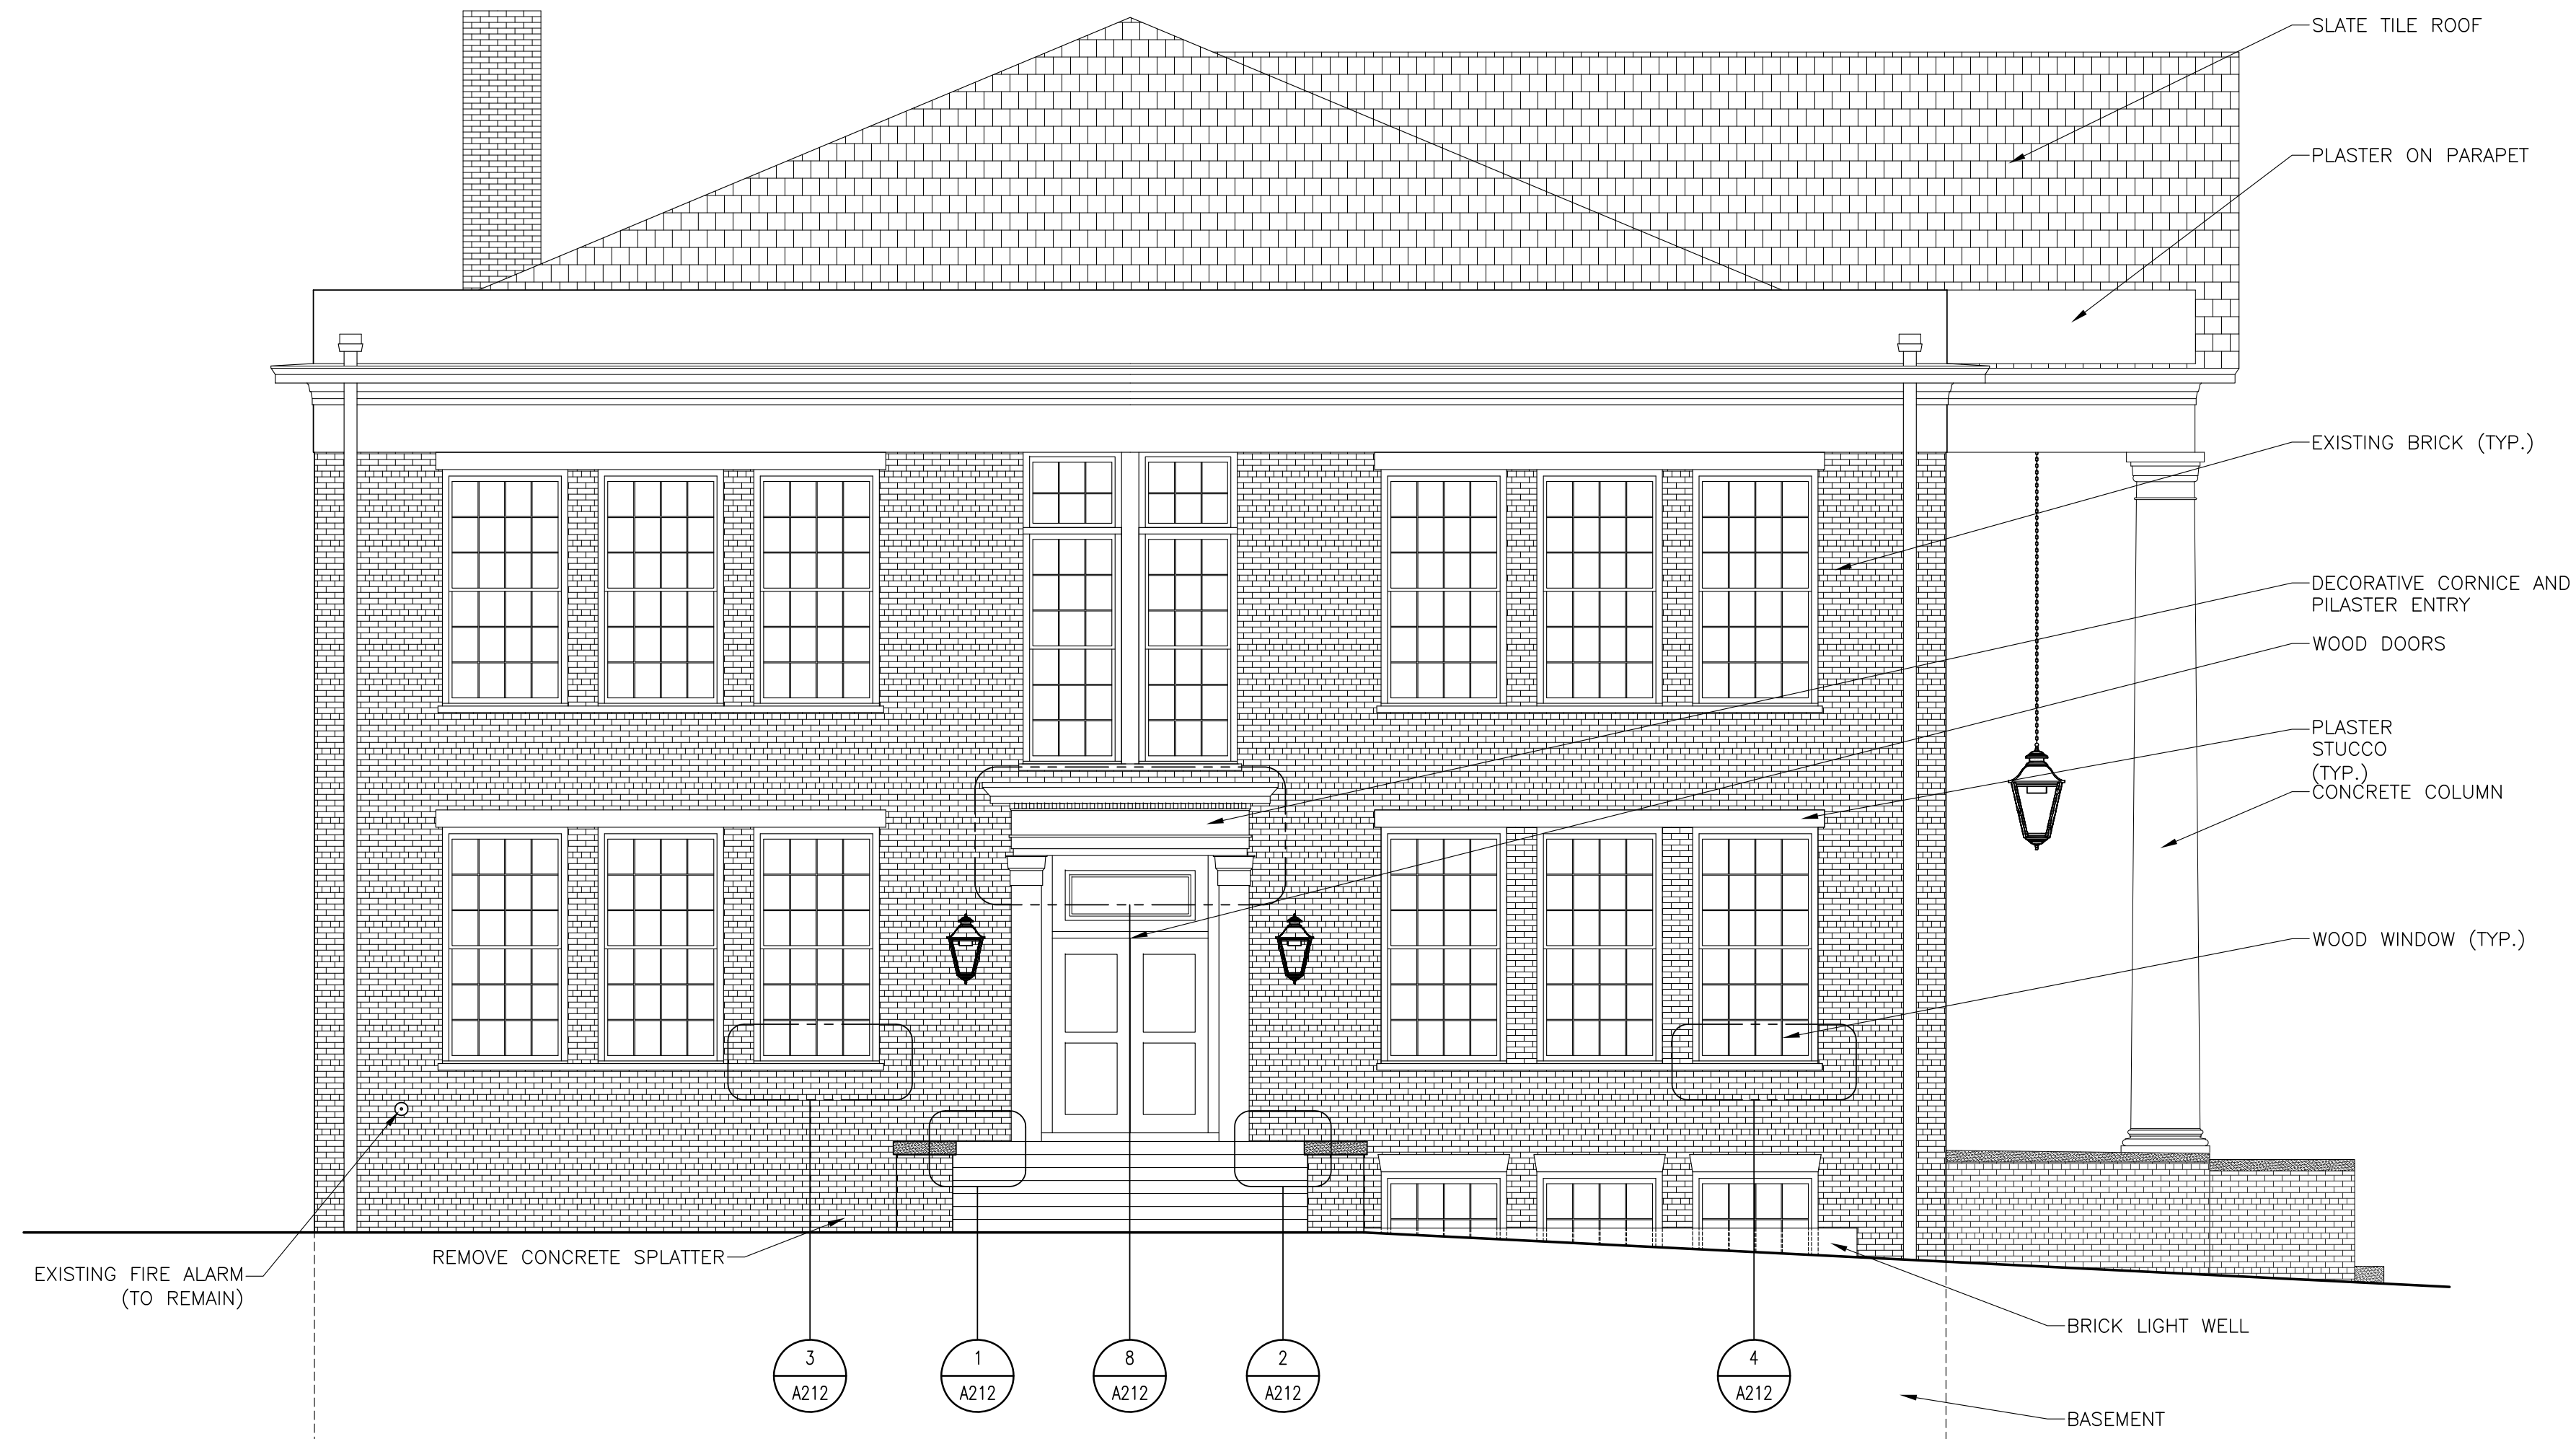 SLATE TILE ROOF
PLASTER ON PARAPET
EXISTING BRICK (TYP.)
DECORATIVE CORNICE AND
PILASTER ENTRY
WOOD DOORS
PLASTER
STUCCO
(TYP.)
CONCRETE COLUMN
WOOD WINDOW (TYP.)
REMOVE CONCRETE SPLATTER
EXISTING FIRE ALARM
(TO REMAIN)
BRICK LIGHT WELL
3
A212
1
A212
8
A212
2
A212
4
A212
BASEMENT